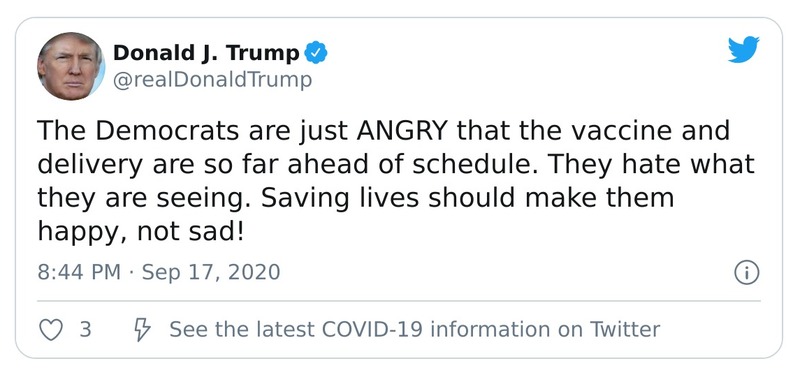 Donald J. Trump
@realDonaldTrump
The Democrats are just ANGRY that the vaccine and
delivery are so far ahead of schedule. They hate what
they are seeing. Saving lives should make them
happy, not sad!
8:44 PM · Sep 17, 2020
3 See the latest COVID-19 information on Twitter